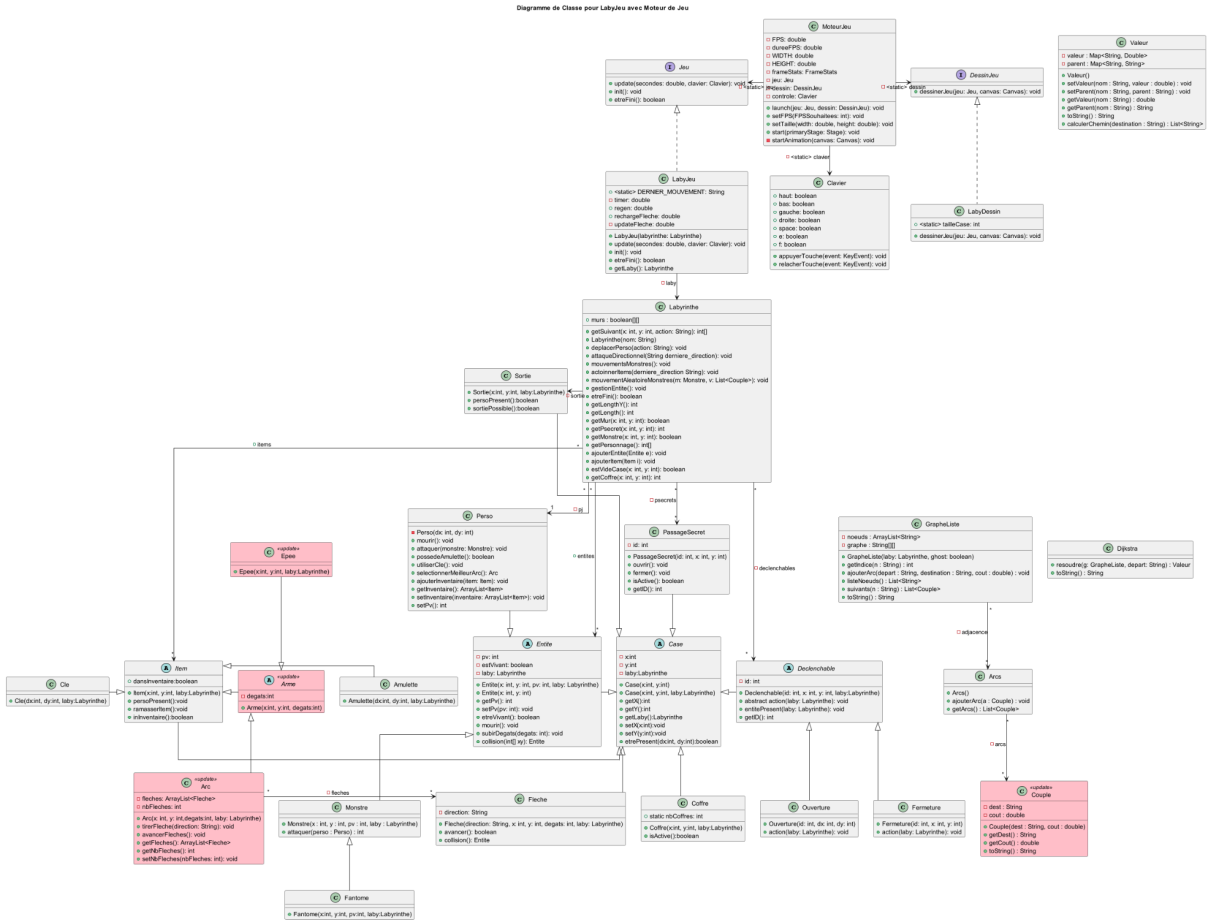 Diagramme de Classe pour LabyJeu avec Moteur de Jeu
C MoteurJeu
FPS: double
dureeFPS: double
WIDTH: double
HEIGHT: double
frameStats: FrameStats
jeu: Jeu
dessin: DessinJeu
controle: Clavier
launch(jeu: Jeu, dessin: DessinJeu): void
setFPS(FPSSouhaitees: int): void
setTaille(width: double, height: double): void
start(primaryStage: Stage): void
startAnimation(canvas: Canvas): void
I Jeu
update(secondes: double, clavier: Clavier): void
init(): void
etreFini(): boolean
<static>
<static> dessin
I DessinJeu
dessinerJeu(jeu: Jeu, canvas: Canvas): void
C Valeur
valeur : Map<String, Double>
parent : Map<String, String>
Valeur()
setValeur(nom : String, valeur : double) : void
setParent(nom : String, parent : String) : void
getValeur(nom : String) : double
getParent(nom : String) : String
toString() : String
calculerChemin(destination : String) : List<String>
<static> clavier
C LabyJeu
<static> DERNIER_MOUVEMENT: String
timer: double
regen: double
rechargeFleche: double
updateFleche: double
LabyJeu(labyrinthe: Labyrinthe)
update(secondes: double, clavier: Clavier): void
init(): void
etreFini(): boolean
getLaby(): Labyrinthe
C Clavier
haut: boolean
bas: boolean
gauche: boolean
droite: boolean
space: boolean
e: boolean
f: boolean
appuyerTouche(event: KeyEvent): void
relacherTouche(event: KeyEvent): void
C LabyDessin
<static> tailleCase: int
dessinerJeu(jeu: Jeu, canvas: Canvas): void
laby
C Labyrinthe
murs : boolean[][]
getSuivant(x: int, y: int, action: String): int[]
Labyrinthe(nom: String)
deplacerPerso(action: String): void
attaqueDirectionnel(String derniere_direction): void
mouvementsMonstres(): void
actoinnerItems(derniere_direction String): void
mouvementAleatoireMonstres(m: Monstre, v: List<Couple>): void
gestionEntite(): void
etreFini(): boolean
getLengthY(): int
getLength(): int
getMur(x: int, y: int): boolean
getPsecret(x: int, y: int): int
getMonstre(x: int, y: int): boolean
getPersonnage(): int[]
ajouterEntite(Entite e): void
ajouterItem(Item i): void
estVideCase(x: int, y: int): boolean
getCoffre(x: int, y: int): int
C Sortie
Sortie(x:int, y:int, laby:Labyrinthe)
persoPresent():boolean
sortiePossible():boolean
sortie
items
*
*
pj
1
entites
psecrets
declenchables
C Perso
Perso(dx: int, dy: int)
mourir(): void
attaquer(monstre: Monstre): void
possedeAmulette(): boolean
utiliserCle(): void
selectionnerMeilleurArc(): Arc
ajouterInventaire(item: Item): void
getInventaire(): ArrayList<Item>
setInventaire(inventaire: ArrayList<Item>): void
setPv(): int
C PassageSecret
id: int
PassageSecret(id: int, x: int, y: int)
ouvrir(): void
fermer(): void
isActive(): boolean
getID(): int
C GrapheListe
noeuds : ArrayList<String>
graphe : String[][]
GrapheListe(laby: Labyrinthe, ghost: boolean)
getIndice(n : String) : int
ajouterArc(depart : String, destination : String, cout : double) : void
listeNoeuds() : List<String>
suivants(n : String) : List<Couple>
toString() : String
C Dijkstra
resoudre(g: GrapheListe, depart: String) : Valeur
toString() : String
C «update»
Epee
Epee(x:int, y:int, laby:Labyrinthe)
adjacence
*
*
C Cle
Cle(dx:int, dy:int, laby:Labyrinthe)
A Item
dansInventaire:boolean
Item(x:int, y:int, laby:Labyrinthe)
persoPresent():void
ramasserItem():void
inInventaire():boolean
A «update»
Arme
degats:int
Arme(x:int, y:int, degats:int)
C Amulette
Amulette(dx:int, dy:int, laby:Labyrinthe)
A Entite
pv: int
estVivant: boolean
laby: Labyrinthe
Entite(x: int, y: int, pv: int, laby: Labyrinthe)
Entite(x: int, y: int)
getPv(): int
setPv(pv: int): void
etreVivant(): boolean
mourir(): void
subirDegats(degats: int): void
collision(int[] xy): Entite
A Case
x:int
y:int
laby:Labyrinthe
Case(x:int, y:int)
Case(x:int, y:int, laby:Labyrinthe)
getX():int
getY():int
getLaby():Labyrinthe
setX(x:int):void
setY(y:int):void
etrePresent(dx:int, dy:int):boolean
A Declenchable
id: int
Declenchable(id: int, x: int, y: int, laby:Labyrinthe)
abstract action(laby: Labyrinthe): void
entitePresent(laby: Labyrinthe): void
getID(): int
C Arcs
Arcs()
ajouterArc(a : Couple) : void
getArcs() : List<Couple>
arcs
*
C «update»
Arc
fleches: ArrayList<Fleche>
nbFleches: int
Arc(x: int, y: int,degats:int, laby: Labyrinthe)
tirerFleche(direction: String): void
avancerFleches(): void
getFleches(): ArrayList<Fleche>
getNbFleches(): int
setNbFleches(nbFleches: int): void
*
fleches
*
C Monstre
Monstre(x : int, y : int, pv : int, laby : Labyrinthe)
attaquer(perso : Perso) : int
C Fleche
direction: String
Fleche(direction: String, x: int, y: int, degats: int, laby: Labyrinthe)
avancer(): boolean
collision(): Entite
C Coffre
static nbCoffres: int
Coffre(x:int, y:int, laby:Labyrinthe)
isActive():boolean
C Ouverture
Ouverture(id: int, dx: int, dy: int)
action(laby: Labyrinthe): void
C Fermeture
Fermeture(id: int, x: int, y: int)
action(laby: Labyrinthe): void
C «update»
Couple
dest : String
cout : double
Couple(dest : String, cout : double)
getDest() : String
getCout() : double
toString() : String
C Fantome
Fantome(x:int, y:int, pv:int, laby:Labyrinthe)